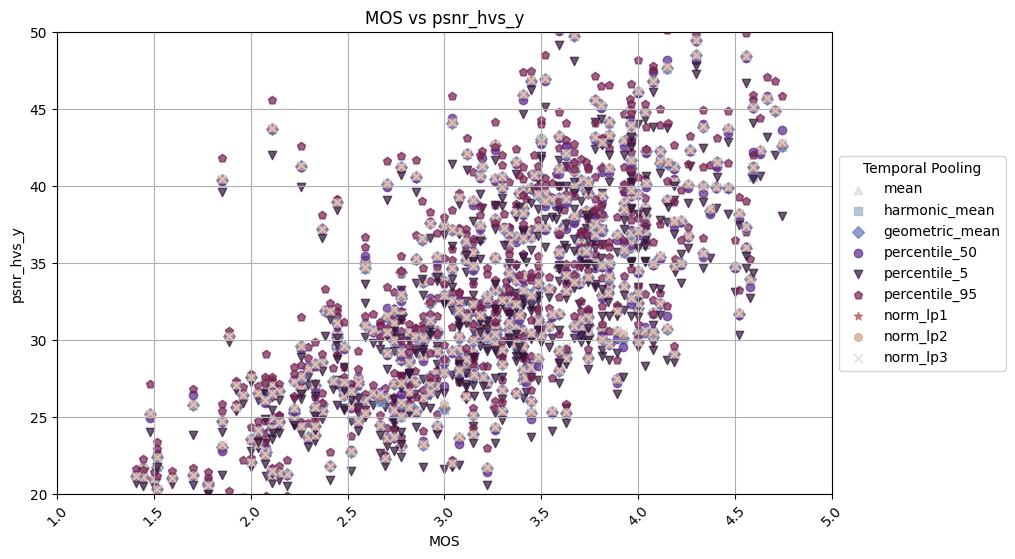 MOS vs psnr_hvs_y
50
45
40
35
30
25
20
psnr_hvs_y
1.0
1.5
2.0
2.5
3.0
3.5
4.0
4.5
5.0
MOS
Temporal Pooling
mean
harmonic_mean
geometric_mean
percentile_50
percentile_5
percentile_95
norm_lp1
norm_lp2
norm_lp3